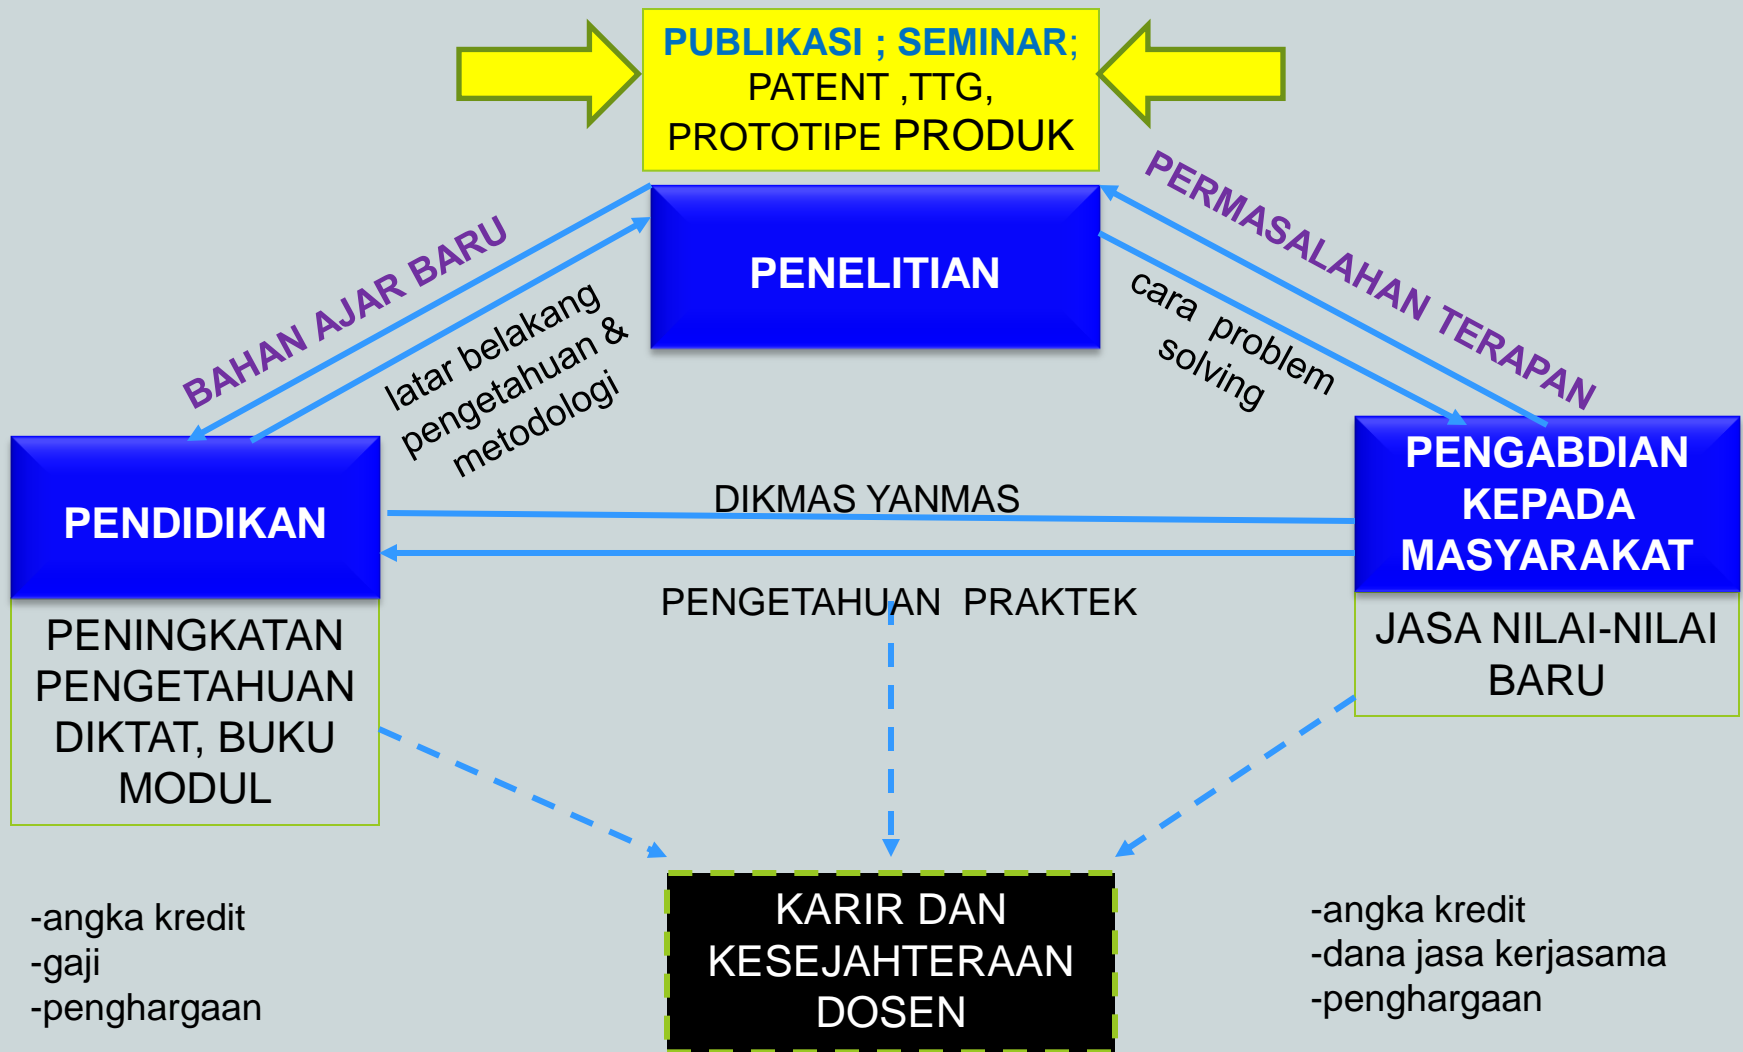 PUBLIKASI ; SEMINAR;
PATENT ,TTG,
PROTOTIPE PRODUK
PENELITIAN
BAHAN AJAR BARU
latar belakang
pengetahuan &
metodologi
PERMASALAHAN TERAPAN
cara problem
solving
PENDIDIKAN
DIKMAS YANMAS
PENGABDIAN
KEPADA
MASYARAKAT
PENGETAHUAN PRAKTEK
PENINGKATAN
PENGETAHUAN
DIKTAT, BUKU
MODUL
JASA NILAI-NILAI
BARU
-angka kredit
-gaji
-penghargaan
KARIR DAN
KESEJAHTERAAN
DOSEN
-angka kredit
-dana jasa kerjasama
-penghargaan